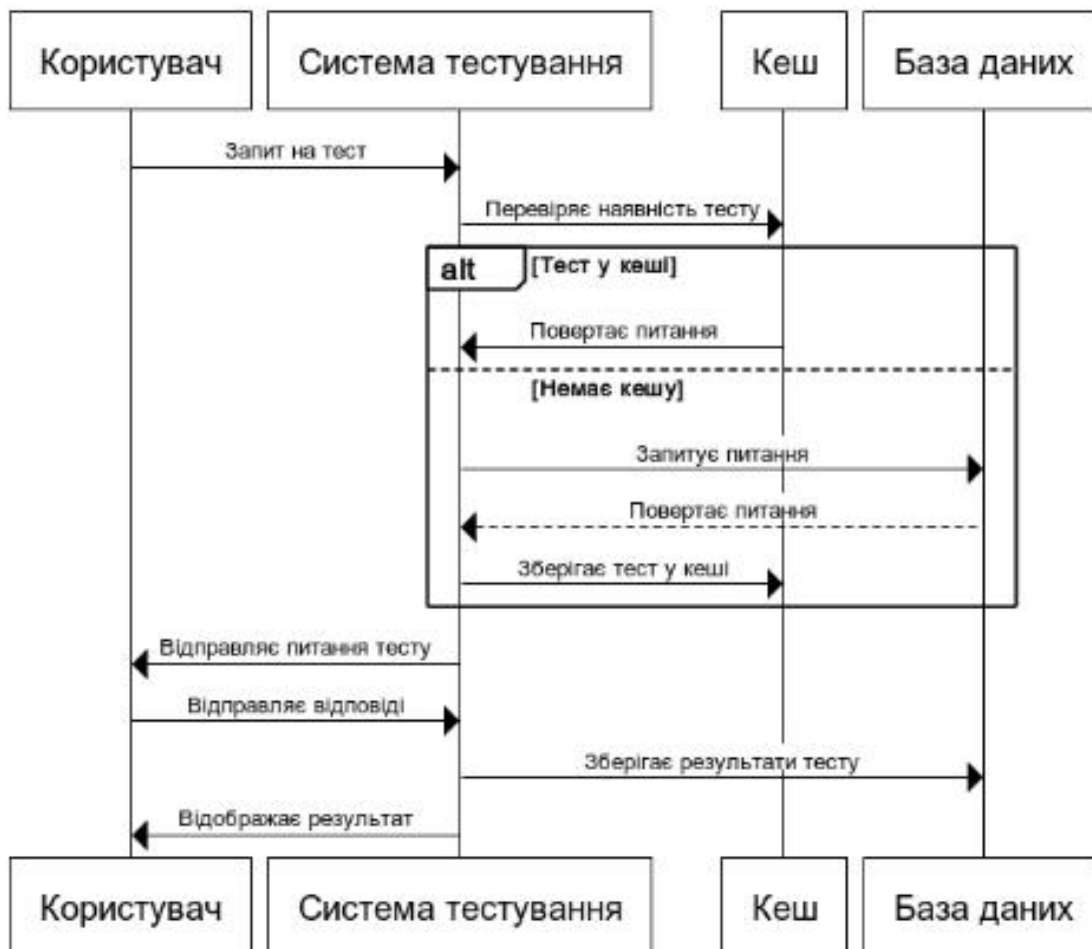 Користувач
Система тестування
Кеш
База даних
Запит на тест
Перевіряє наявність тесту
alt
[Тест у кеші]
Повертає питання
[Немає кешу]
Запитує питання
Повертає питання
Зберігає тест у кеші
Відправляє питання тесту
Відправляє відповіді
Зберігає результати тесту
Відображає результат
Користувач
Система тестування
Кеш
База даних